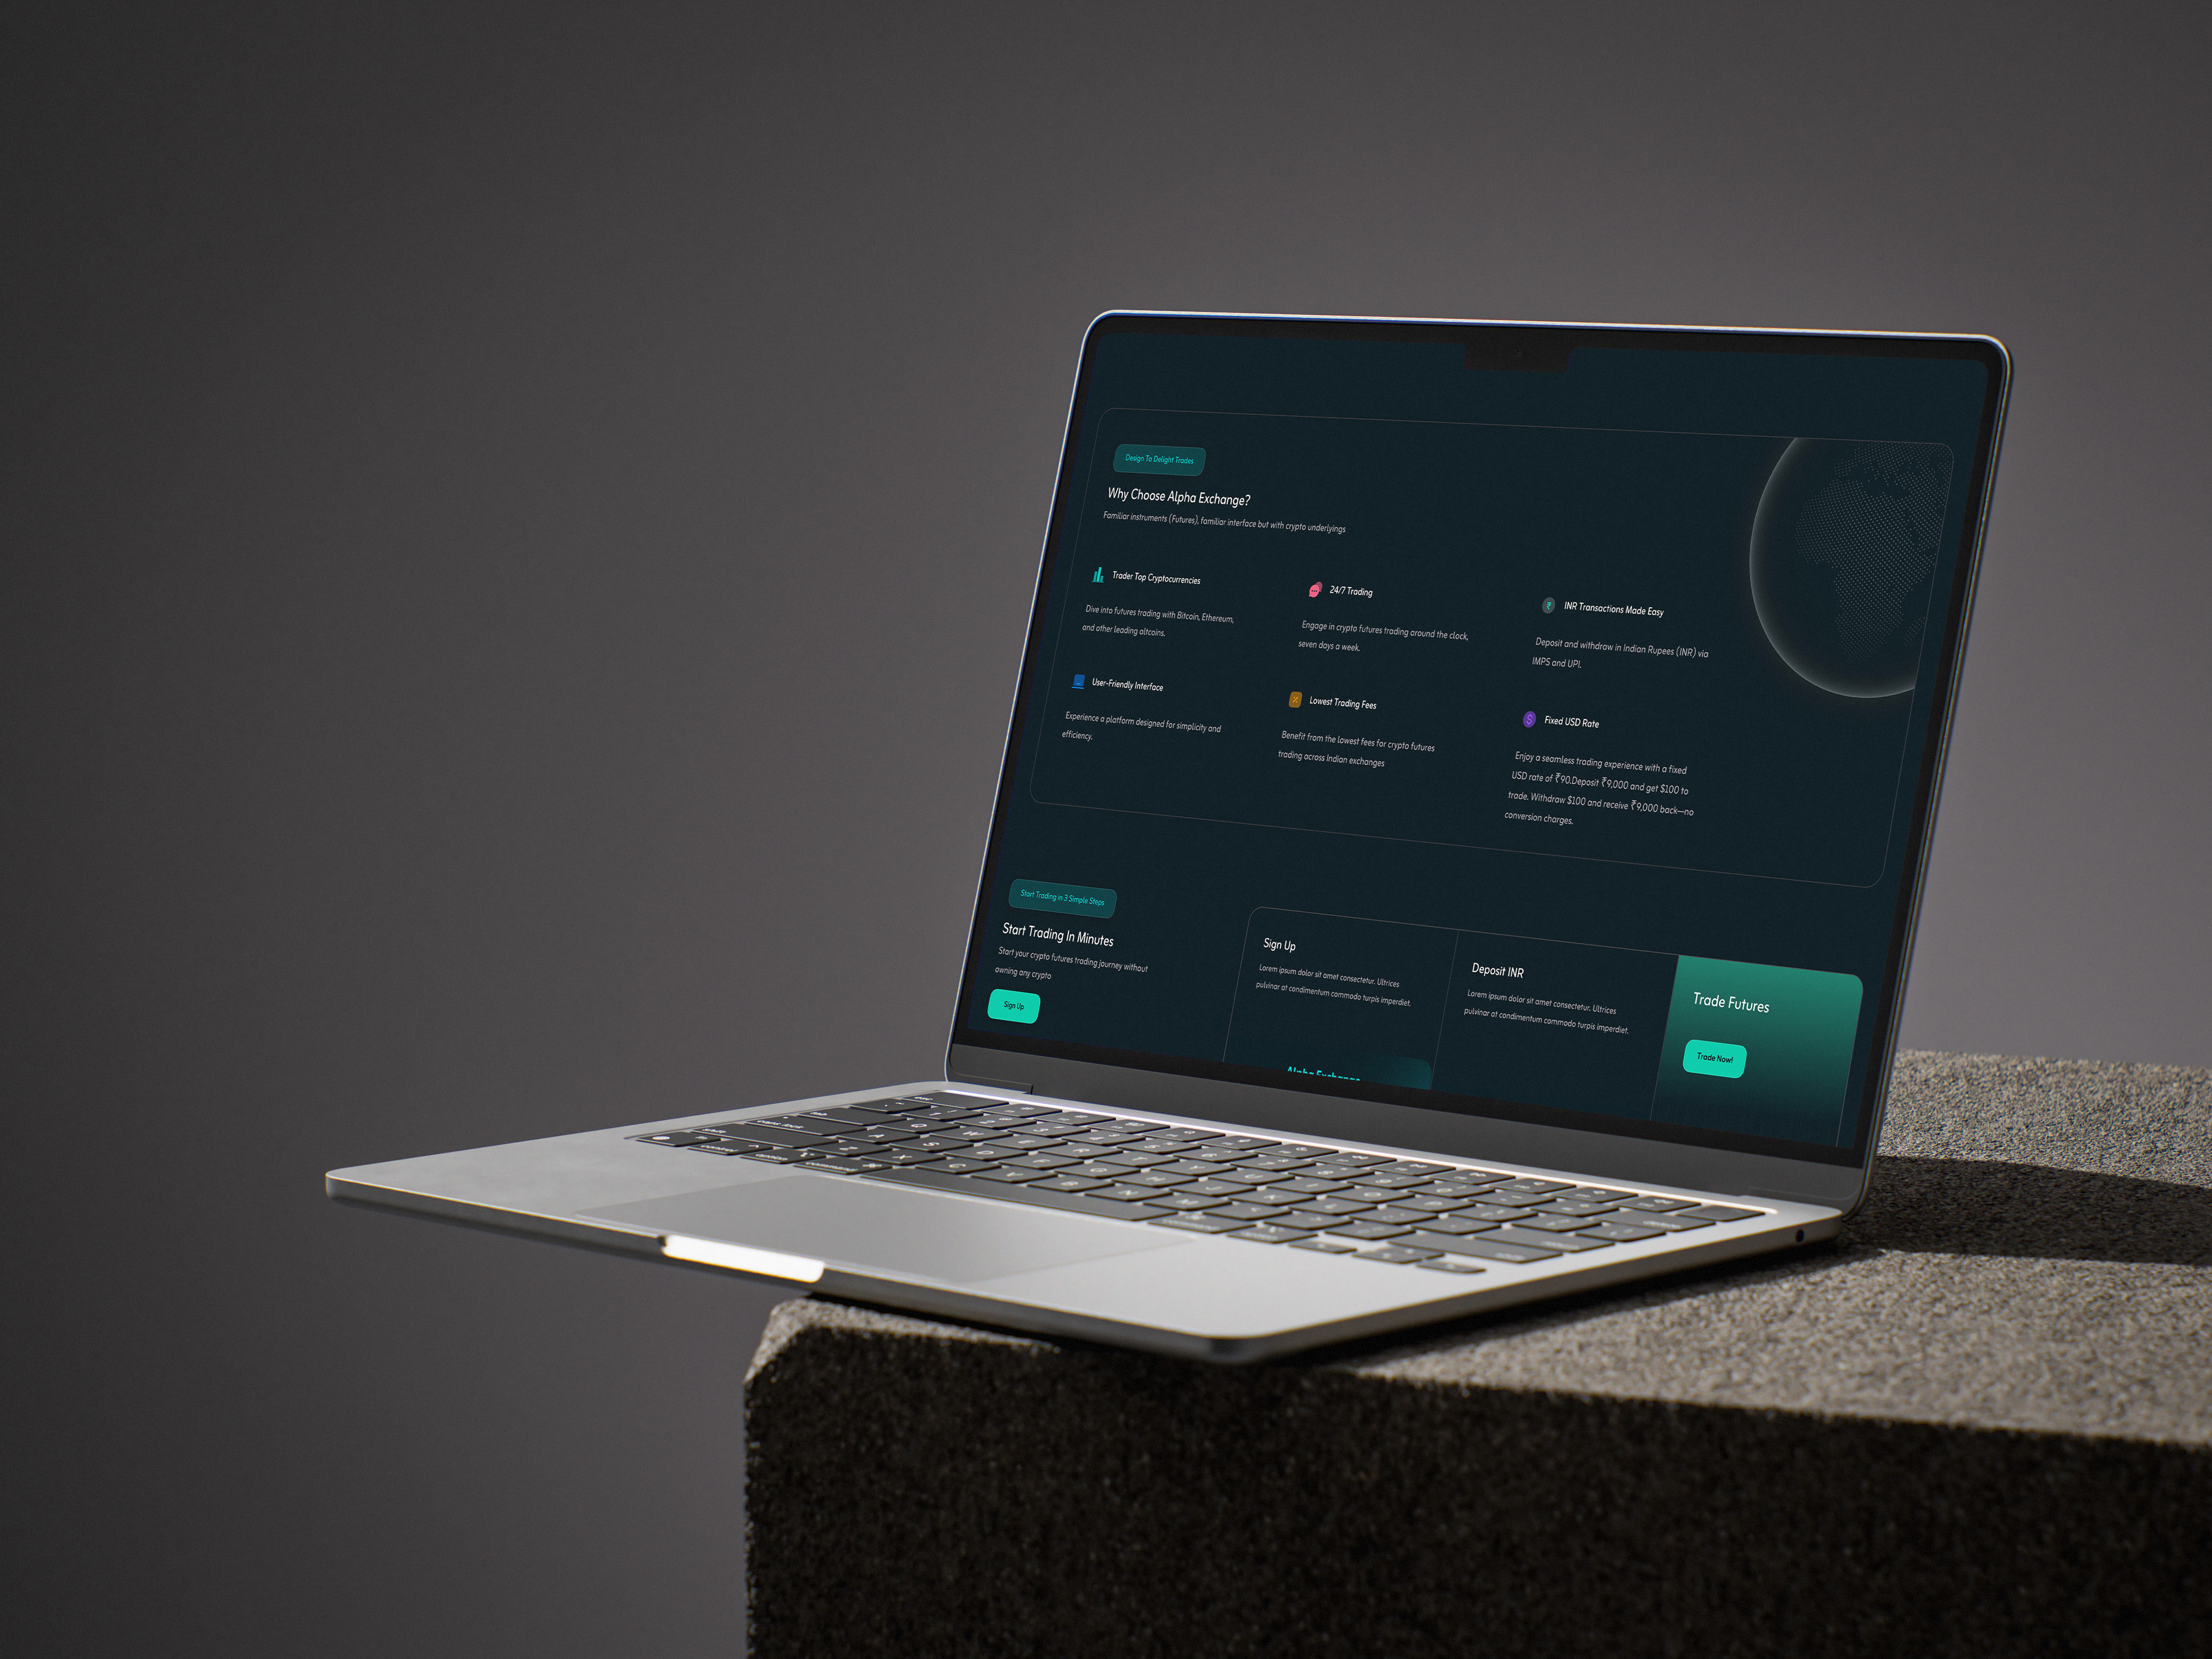 Design To Delight Trades
Why Choose Alpha Exchange?
Familiar instruments (Futures), familiar interface but with crypto underlyings
Trader Top Cryptocurrencies
Dive into futures trading with Bitcoin, Ethereum,
and other leading altcoins.
24/7 Trading
Engage in crypto futures trading around the clock,
seven days a week.
INR Transactions Made Easy
Deposit and withdraw in Indian Rupees (INR) via
IMPS and UPI.
User-Friendly Interface
Experience a platform designed for simplicity and
efficiency.
Lowest Trading Fees
Benefit from the lowest fees for crypto futures
trading across Indian exchanges
Fixed USD Rate
Enjoy a seamless trading experience with a fixed
USD rate of ₹90.Deposit ₹9,000 and get $100 to
trade. Withdraw $100 and receive ₹9,000 back—no
conversion charges.
Start Trading in 3 Simple Steps
Start Trading In Minutes
Start your crypto futures trading journey without
owning any crypto
Sign Up
Sign Up
Lorem ipsum dolor sit amet consectetur. Ultrices
pulvinar at condimentum commodo turpis imperdiet.
Deposit INR
Lorem ipsum dolor sit amet consectetur. Ultrices
pulvinar at condimentum commodo turpis imperdiet.
Trade Futures
Trade Now!
Alpha Exchange